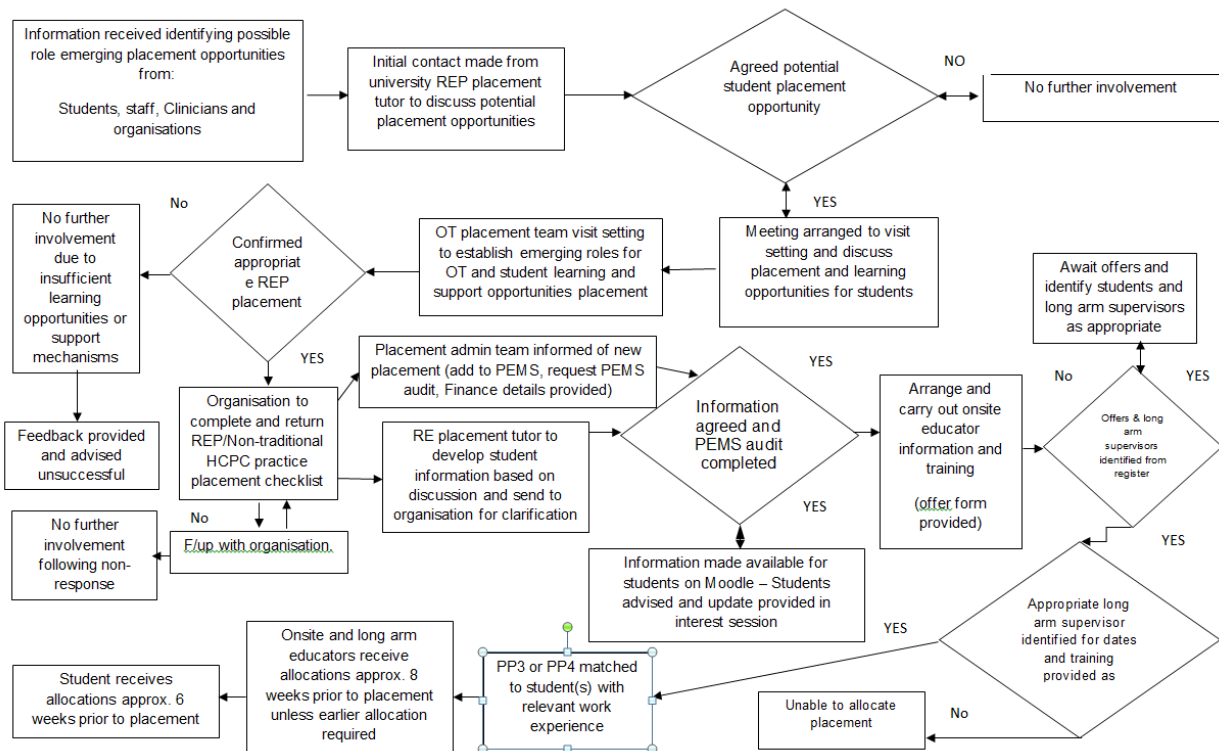 Information received identifying possible
role emerging placement opportunities
from:
Students, staff, Clinicians and
organisations
Initial contact made from
university REP placement
tutor to discuss potential
placement opportunities
Agreed potential
student placement
opportunity
NO
No further involvement
YES
Meeting arranged to visit
setting and discuss
placement and learning
opportunities for students
OT placement team visit setting
to establish emerging roles for
OT and student learning and
support opportunities placement
Confirmed
appropriat
e REP
placement
No
No further
involvement
due to
insufficient
learning
opportunities or
support
mechanisms
Feedback provided
and advised
unsuccessful
YES
Organisation to
complete and return
REP/Non-traditional
HCPC practice
placement checklist
No
F/up with organisation.
No further
involvement
following non-
response
Placement admin team informed of new
placement (add to PEMS, request PEMS
audit, Finance details provided)
RE placement tutor to
develop student
information based on
discussion and send to
organisation for clarification
Information
agreed and
PEMS audit
completed
YES
YES
Information made available for
students on Moodle – Students
advised and update provided in
interest session
Arrange and
carry out onsite
educator
information and
training
(offer form
provided)
Await offers and
identify students and
long arm supervisors
as appropriate
No
YES
Offers & long
arm
supervisors
identified from
register
YES
Appropriate long
arm supervisor
identified for dates
and training
provided as
YES
No
Unable to allocate
placement
PP3 or PP4 matched
to student(s) with
relevant work
experience
Onsite and long arm
educators receive
allocations approx. 8
weeks prior to placement
unless earlier allocation
required
Student receives
allocations approx. 6
weeks prior to placement